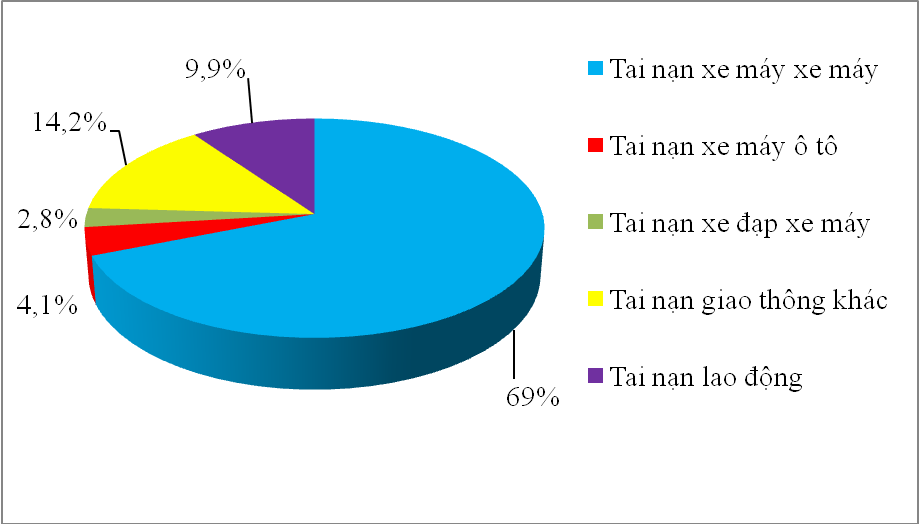 9,9%
14,2%
2,8%
4,1%
69%
Tai nạn xe máy xe máy
Tai nạn xe máy ô tô
Tai nạn xe đạp xe máy
Tai nạn giao thông khác
Tai nạn lao động